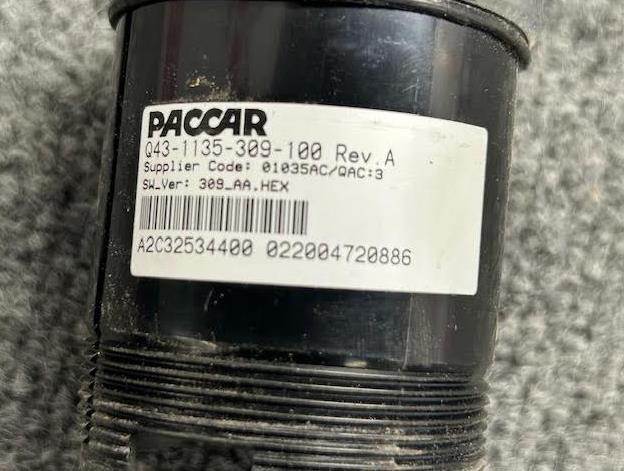 PACCAR
Q43-1135-309-100 Rev.A
Supplier Code: 01035AC/QAC:3
SW_Ver: 309_AA.HEX
A2C32534400 022004720886